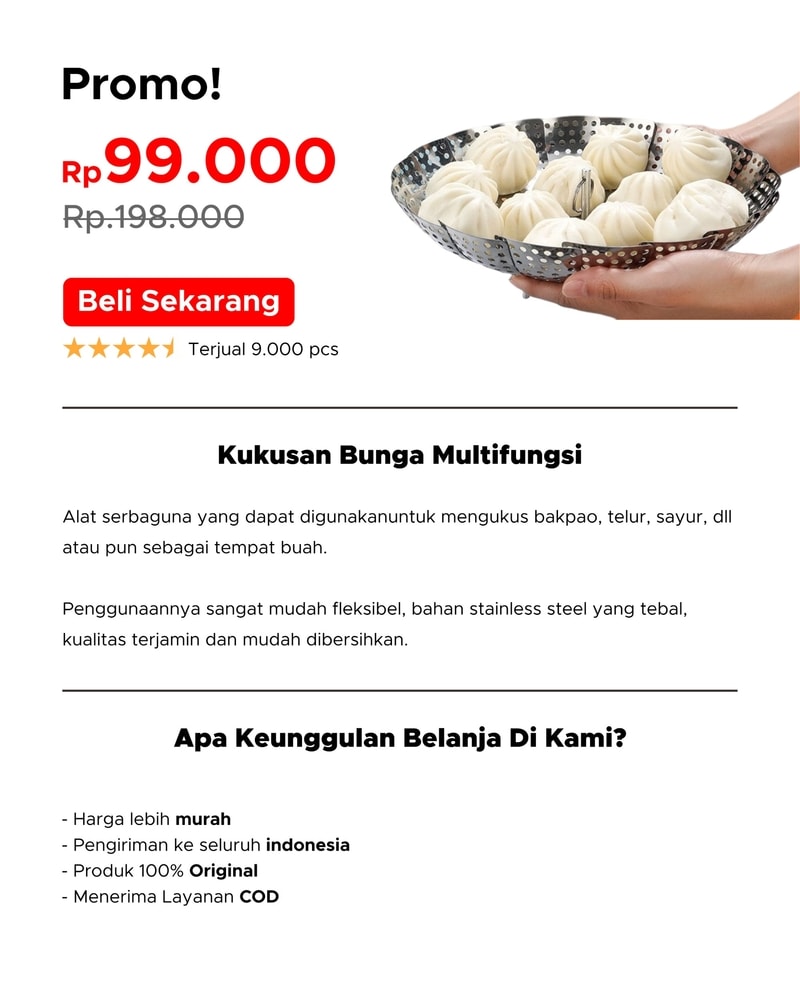 Promo!
Rp99.000
Rp.198.000
Beli Sekarang
Terjual 9.000 pcs
Kukusan Bunga Multifungsi
Alat serbaguna yang dapat digunakanuntuk mengukus bakpao, telur, sayur, dll
atau pun sebagai tempat buah.
Penggunaannya sangat mudah fleksibel, bahan stainless steel yang tebal,
kualitas terjamin dan mudah dibersihkan.
Apa Keunggulan Belanja Di Kami?
- Harga lebih murah
- Pengiriman ke seluruh indonesia
- Produk 100% Original
- Menerima Layanan COD